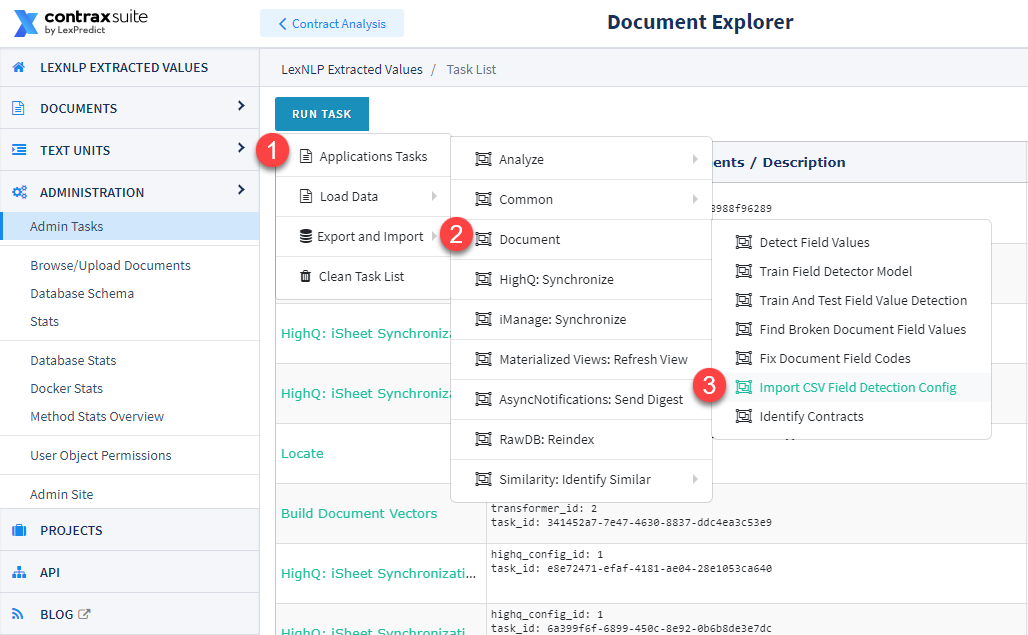 contraxsuite
by LexPredict
Contract Analysis
Document Explorer
LEXNLP EXTRACTED VALUES
DOCUMENTS
TEXT UNITS
ADMINISTRATION
Admin Tasks
Browse/Upload Documents
Database Schema
Stats
Database Stats
Docker Stats
Method Stats Overview
User Object Permissions
Admin Site
PROJECTS
API
BLOG
LexNLP Extracted Values / Task List
RUN TASK
1
Applications Tasks
Load Data
Export and Import
Clean Task List
2
Analyze
Common
Document
HighQ: Synchronize
iManage: Synchronize
Materialized Views: Refresh View
AsyncNotifications: Send Digest
RawDB: Reindex
Similarity: Identify Similar
3
Detect Field Values
Train Field Detector Model
Train And Test Field Value Detection
Find Broken Document Field Values
Fix Document Field Codes
Import CSV Field Detection Config
Identify Contracts
ents / Description
8988f96289
HighQ: iSheet Synchroniza
HighQ: iSheet Synchroniza
Locate
Build Document Vectors
transformer_id: 2
task_id: 341452a7-7e47-4630-8837-ddc4ea3c53e9
HighQ: iSheet Synchronizati...
highq_config_id: 1
task_id: e8e72471-efaf-4181-ae04-28e1053ca640
HighQ: iSheet Synchronizati...
highq_config_id: 1
task_id: 6a399f6f-6899-450c-8e92-0b6b8de3e7dc